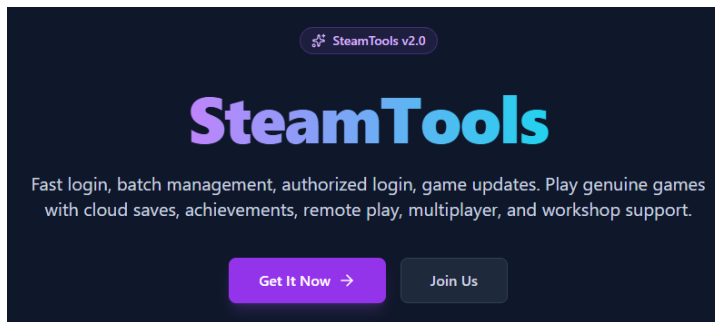 SteamTools v2.0
SteamTools
Fast login, batch management, authorized login, game updates. Play genuine games
with cloud saves, achievements, remote play, multiplayer, and workshop support.
Get It Now
Join Us